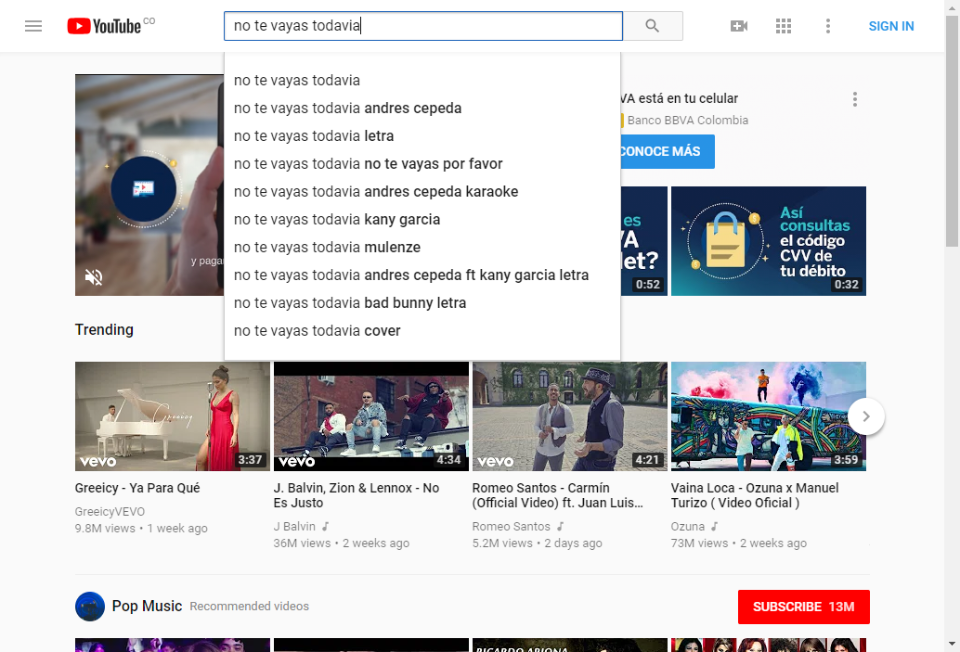 YouTube CO
no te vayas todavia
SIGN IN
no te vayas todavia
no te vayas todavia andres cepeda
no te vayas todavia letra
no te vayas todavia no te vayas por favor
no te vayas todavia andres cepeda karaoke
no te vayas todavia kany garcia
no te vayas todavia mulenze
no te vayas todavia andres cepeda ft kany garcia letra
no te vayas todavia bad bunny letra
no te vayas todavia cover
VA está en tu celular
Banco BBVA Colombia
CONOCE MÁS
y pagar
es
VA
let?
0:52
Así
consultas
el código
CVV de
tu débito
0:32
Trending
Greeicy
vevo
3:37
vevo
4:34
vevo
4:21
3:59
Greeicy - Ya Para Qué
GreeicyVEVO
9.8M views • 1 week ago
J. Balvin, Zion & Lennox - No
Es Justo
J Balvin
36M views • 2 weeks ago
Romeo Santos - Carmín
(Official Video) ft. Juan Luis...
Romeo Santos
5.2M views • 2 days ago
Vaina Loca - Ozuna x Manuel
Turizo ( Video Oficial )
Ozuna
73M views • 2 weeks ago
Pop Music Recommended videos
SUBSCRIBE 13M
RICARDO ARJONA